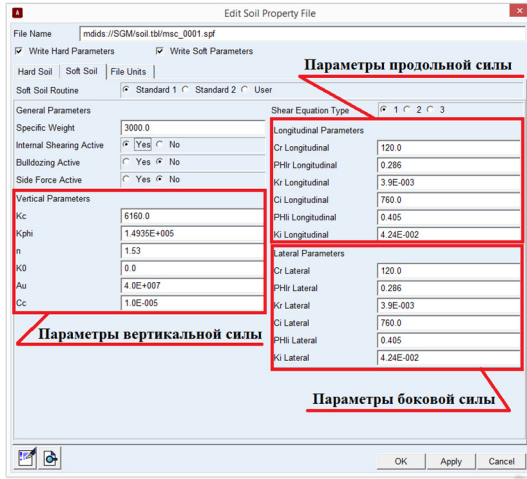 Edit Soil Property File
File Name mdids://SGM/soil.tbl/msc_0001.spf
Write Hard Parameters Write Soft Parameters
Параметры продольной силы
Hard Soil Soft Soil File Units
Soft Soil Routine Standard 1 Standard 2 User
General Parameters
Specific Weight 3000.0
Internal Shearing Active Yes No
Bulldozing Active Yes No
Side Force Active Yes No
Vertical Parameters
Kc 6160.0
Kphi 1.4935E+005
n 1.53
K0 0.0
Au 4.0E+007
Cc 1.0E-005
Параметры вертикальной силы
Shear Equation Type 1 2 3
Longitudinal Parameters
Cr Longitudinal 120.0
PHIr Longitudinal 0.286
Kr Longitudinal 3.9E-003
Ci Longitudinal 760.0
PHIi Longitudinal 0.405
Ki Longitudinal 4.24E-002
Lateral Parameters
Cr Lateral 120.0
PHIr Lateral 0.286
Kr Lateral 3.9E-003
Ci Lateral 760.0
PHIi Lateral 0.405
Ki Lateral 4.24E-002
Параметры боковой силы
OK Apply Cancel